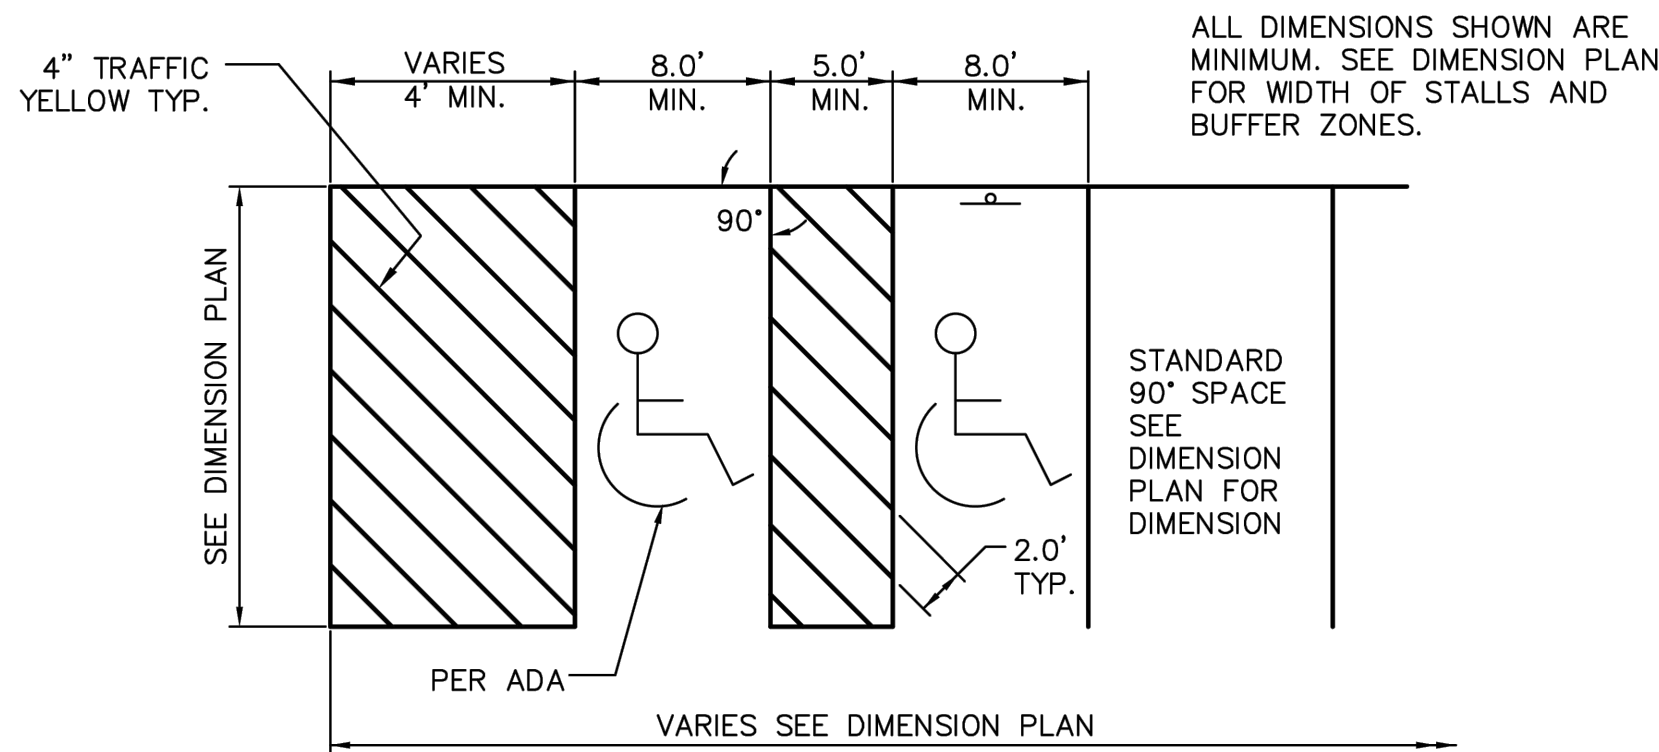 4" TRAFFIC
YELLOW TYP.
VARIES
4' MIN.
8.0'
MIN.
5.0'
MIN.
8.0'
MIN.
ALL DIMENSIONS SHOWN ARE
MINIMUM. SEE DIMENSION PLAN
FOR WIDTH OF STALLS AND
BUFFER ZONES.
90°
SEE DIMENSION PLAN
STANDARD
90° SPACE
SEE
DIMENSION
PLAN FOR
DIMENSION
2.0'
TYP.
PER ADA
VARIES SEE DIMENSION PLAN